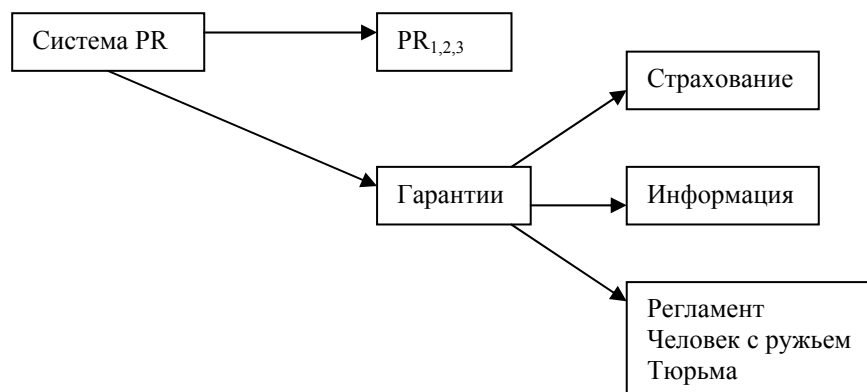 Система PR
PR1,2,3
Страхование
Гарантии
Информация
Регламент
Человек с ружьем
Тюрьма